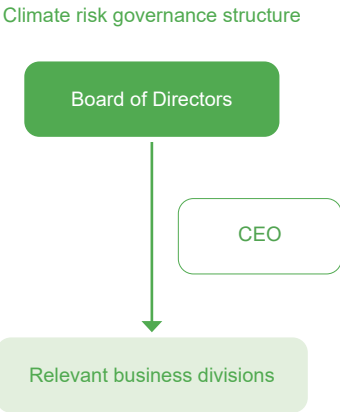 Climate risk governance structure
Board of Directors
CEO
Relevant business divisions